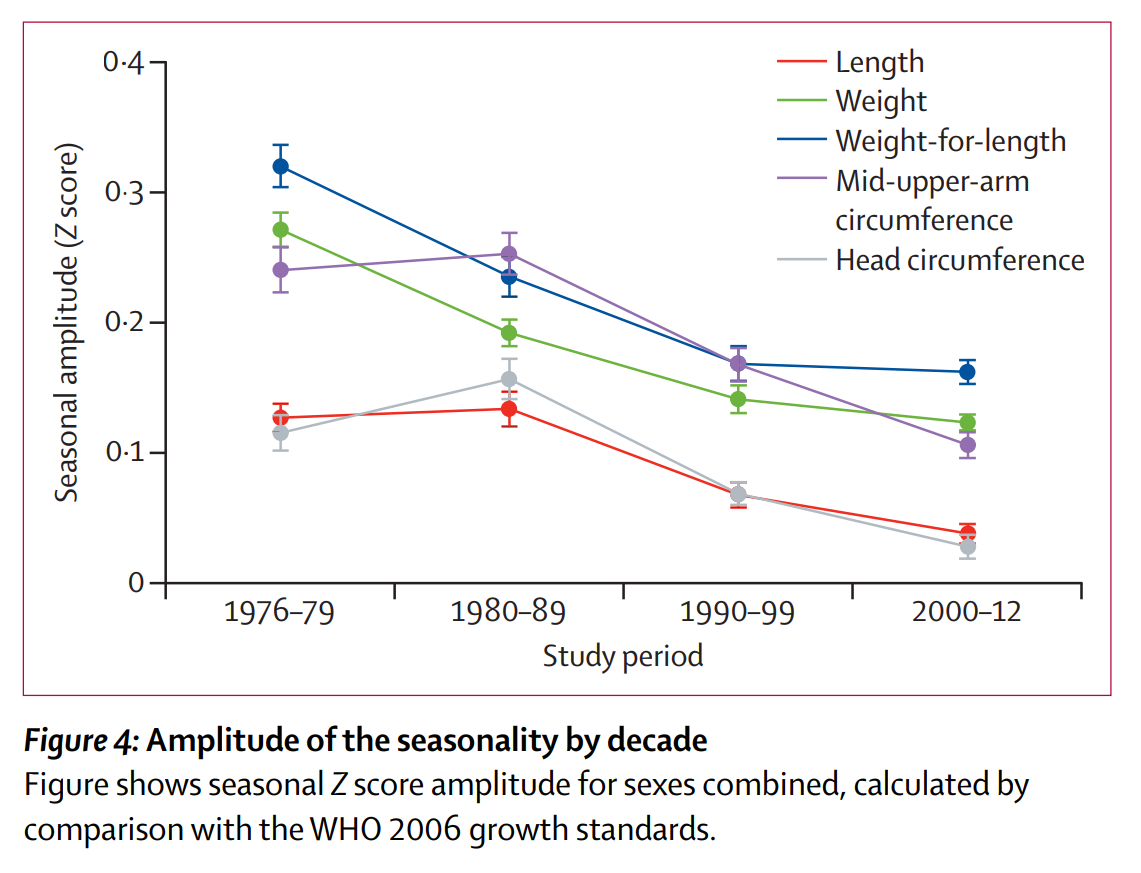 0·4
0·3
0·2
0·1
0
Seasonal amplitude (Z score)
Length
Weight
Weight-for-length
Mid-upper-arm
circumference
Head circumference
1976–79
1980–89
1990–99
2000–12
Study period
Figure 4: Amplitude of the seasonality by decade
Figure shows seasonal Z score amplitude for sexes combined, calculated by
comparison with the WHO 2006 growth standards.